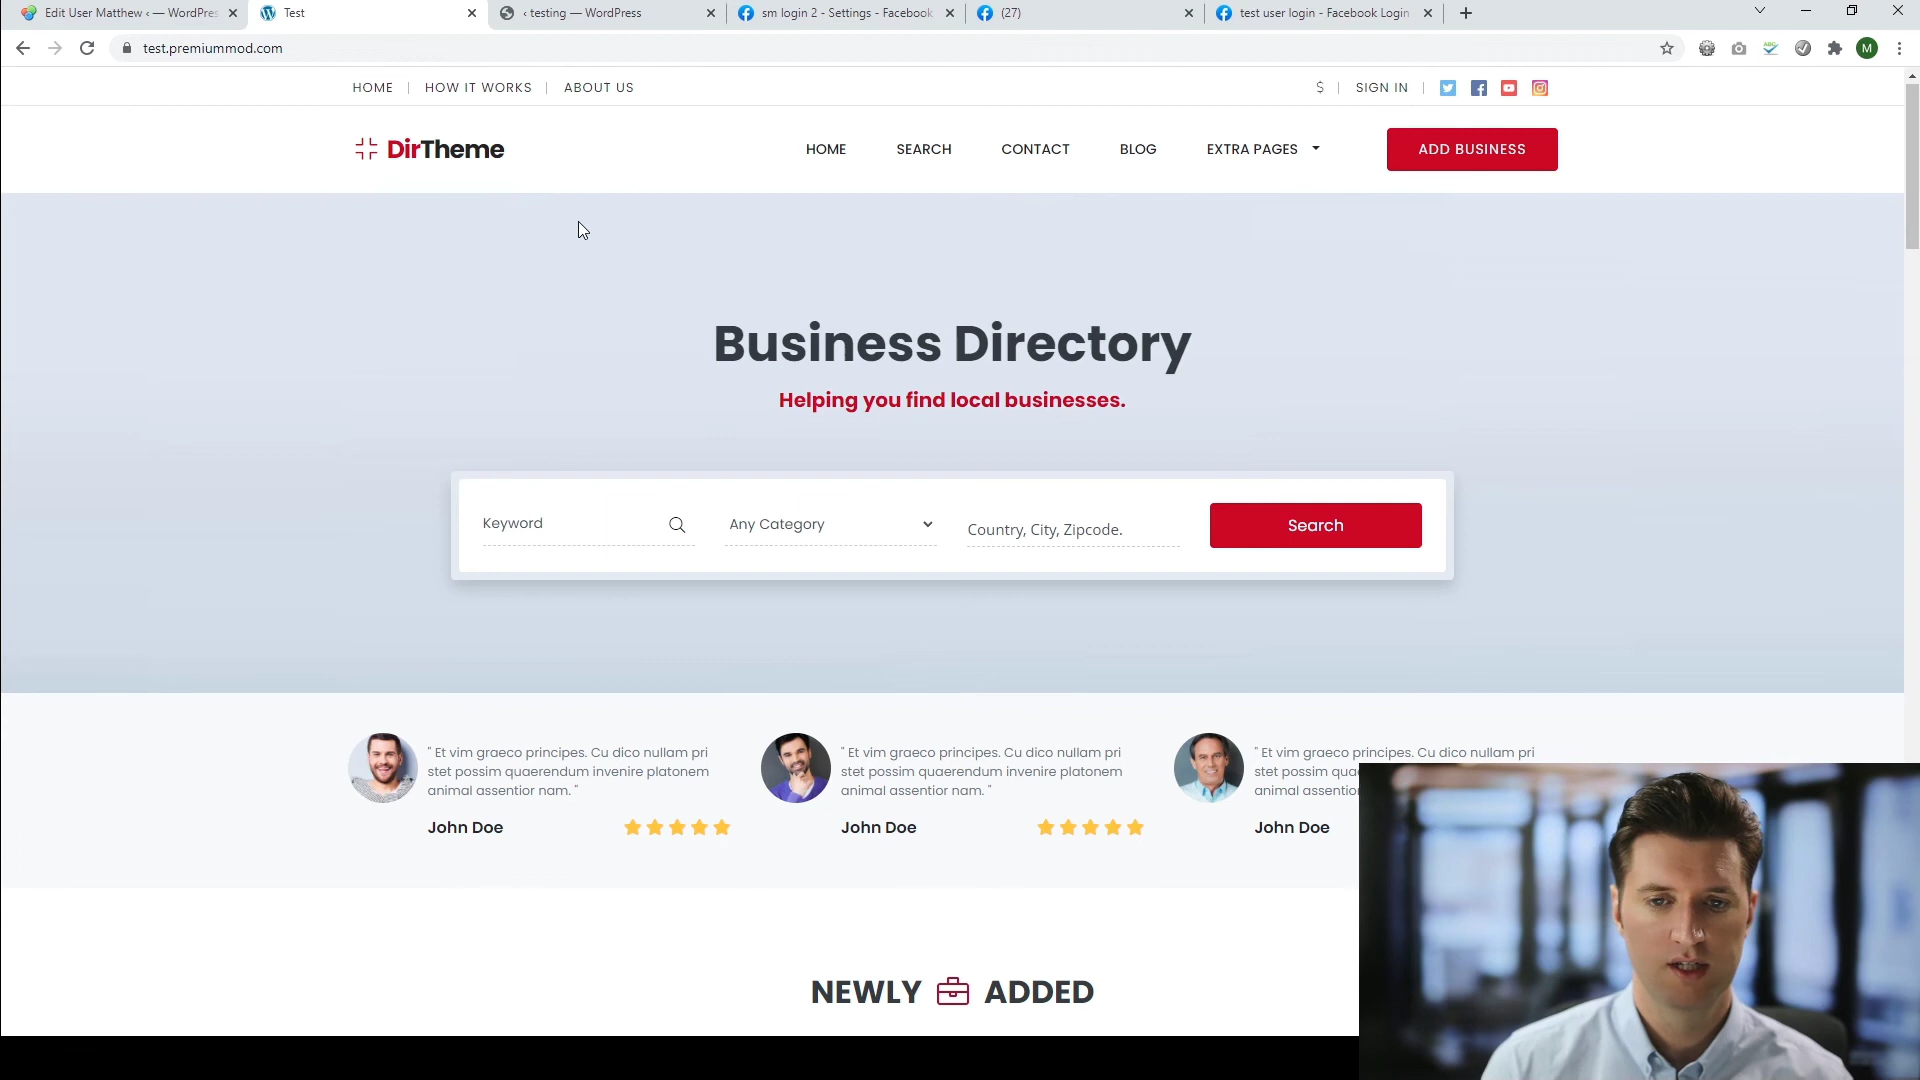 Edit User Matthew ‹ — WordPres
Test
‹ testing — WordPress
sm login 2 - Settings - Facebook
(27)
test user login - Facebook Login
test.premiummod.com
M
HOME | HOW IT WORKS | ABOUT US
$ | SIGN IN |
DirTheme
HOME SEARCH CONTACT BLOG EXTRA PAGES
ADD BUSINESS
Business Directory
Helping you find local businesses.
Keyword
Any Category
Country, City, Zipcode.
Search
" Et vim graeco principes. Cu dico nullam pri
stet possim quaerendum invenire platonem
animal assentior nam. "
John Doe
" Et vim graeco principes. Cu dico nullam pri
stet possim quaerendum invenire platonem
animal assentior nam. "
John Doe
" Et vim graeco principes. Cu dico nullam pri
stet possim qua
animal assentio
John Doe
NEWLY ADDED